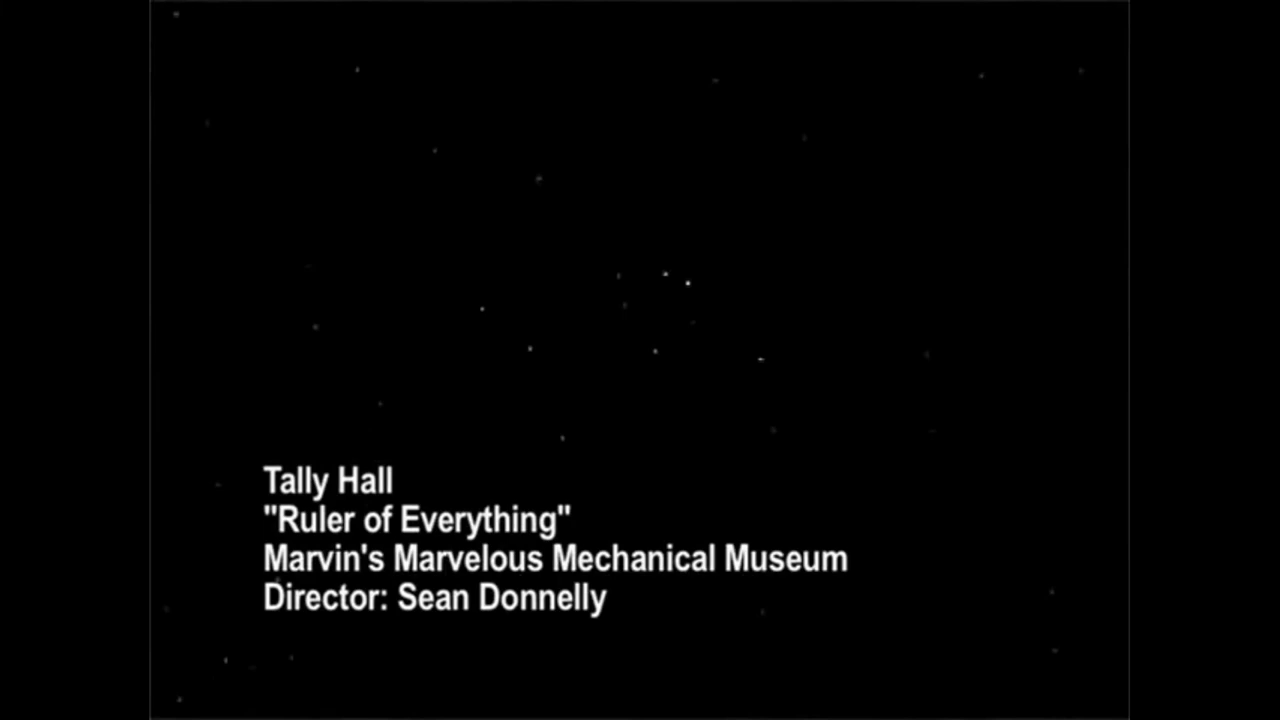 Tally Hall
"Ruler of Everything"
Marvin's Marvelous Mechanical Museum
Director: Sean Donnelly